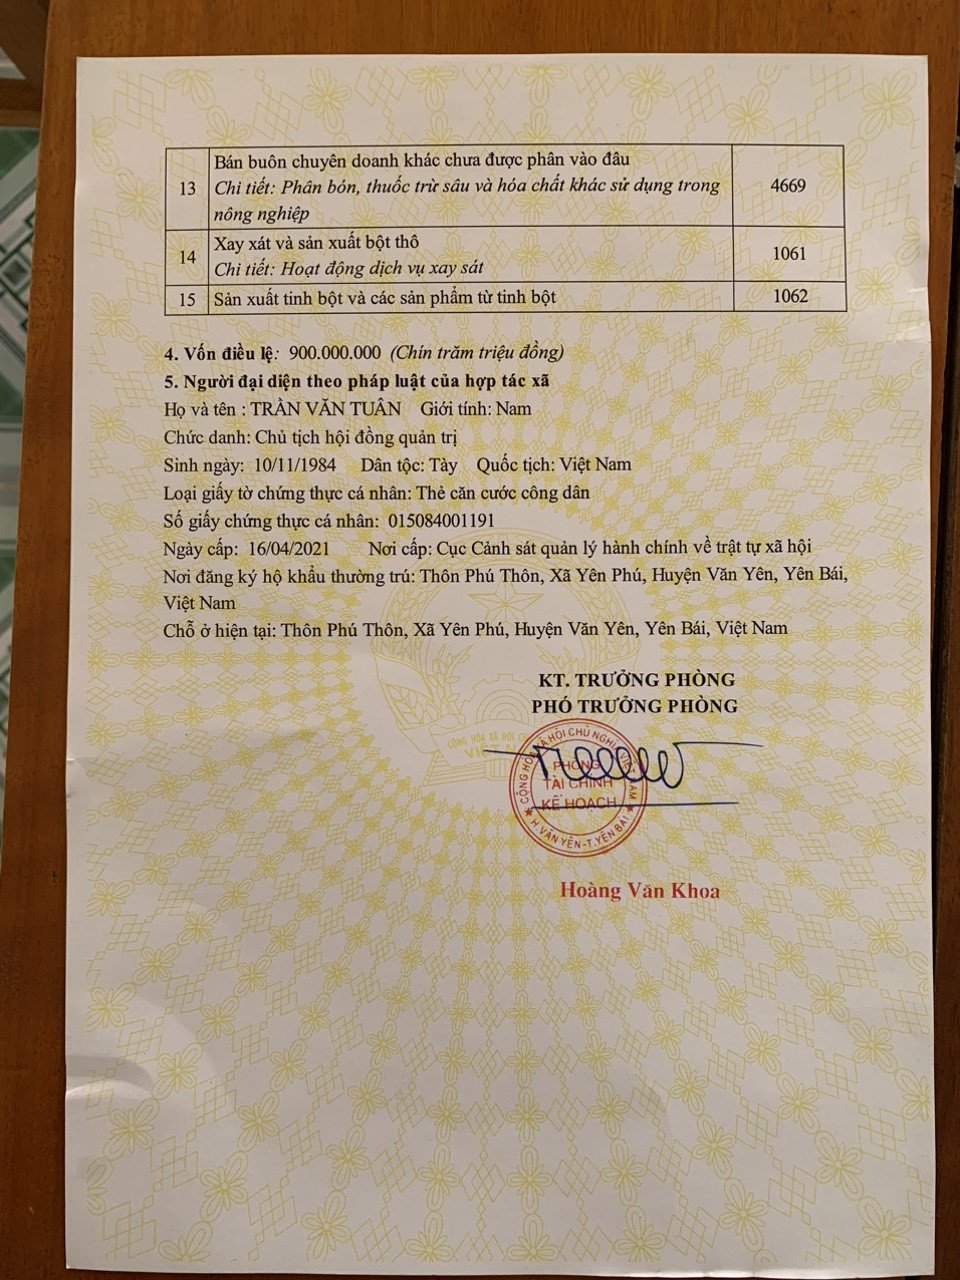 13 Bán buôn chuyên doanh khác chưa được phân vào đâu 4669
Chi tiết: Phân bón, thuốc trừ sâu và hóa chất khác sử dụng trong
nông nghiệp
14 Xay xát và sản xuất bột thô 1061
Chi tiết: Hoạt động dịch vụ xay sát
15 Sản xuất tinh bột và các sản phẩm từ tinh bột 1062
4. Vốn điều lệ: 900.000.000 (Chín trăm triệu đồng)
5. Người đại diện theo pháp luật của hợp tác xã
Họ và tên : TRẦN VĂN TUÂN Giới tính: Nam
Chức danh: Chủ tịch hội đồng quản trị
Sinh ngày: 10/11/1984 Dân tộc: Tày Quốc tịch: Việt Nam
Loại giấy tờ chứng thực cá nhân: Thẻ căn cước công dân
Số giấy chứng thực cá nhân: 015084001191
Ngày cấp: 16/04/2021 Nơi cấp: Cục Cảnh sát quản lý hành chính về trật tự xã hội
Nơi đăng ký hộ khẩu thường trú: Thôn Phú Thôn, Xã Yên Phú, Huyện Văn Yên, Yên Bái,
Việt Nam
Chỗ ở hiện tại: Thôn Phú Thôn, Xã Yên Phú, Huyện Văn Yên, Yên Bái, Việt Nam
KT. TRƯỞNG PHÒNG
PHÓ TRƯỞNG PHÒNG
CỘNG HÒA XÃ HỘI CHỦ NGHĨA VIỆT NAM
PHÒNG
TÀI CHÍNH
KẾ HOẠCH
H. VĂN YÊN-T. YÊN BÁI
Hoàng Văn Khoa